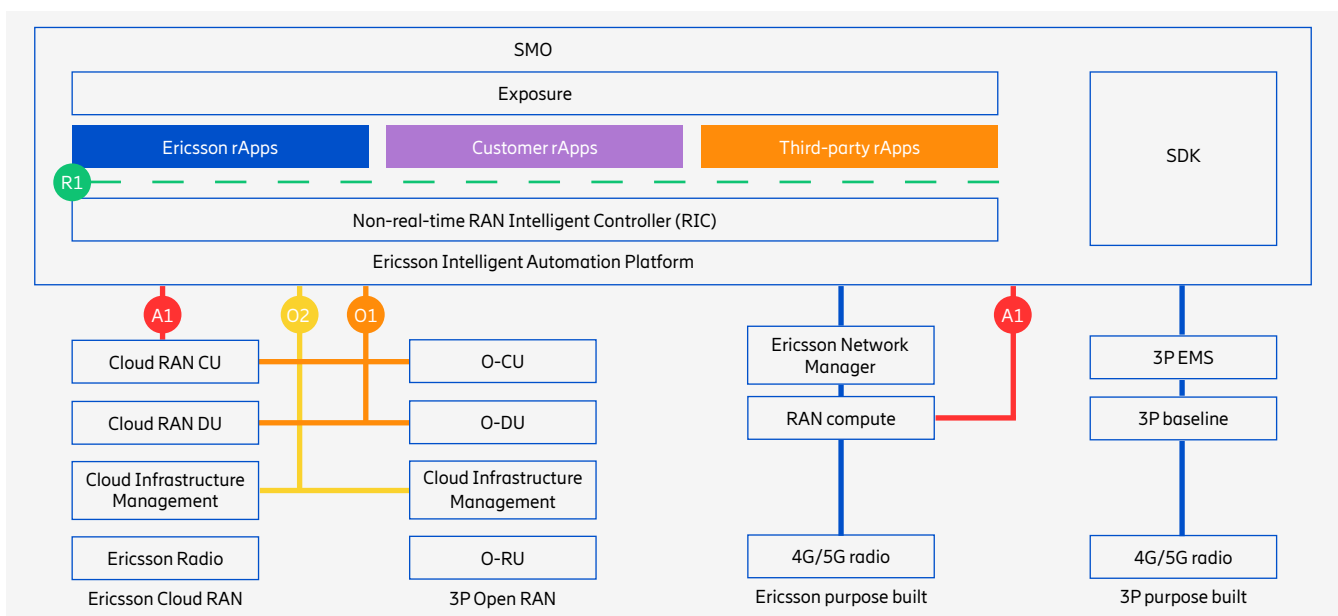 SMO
Exposure
Ericsson rApps
Customer rApps
Third-party rApps
SDK
R1
Non-real-time RAN Intelligent Controller (RIC)
Ericsson Intelligent Automation Platform
A1
O2
O1
A1
Cloud RAN CU
O-CU
Ericsson Network
Manager
3P EMS
Cloud RAN DU
O-DU
RAN compute
3P baseline
Cloud Infrastructure
Management
Cloud Infrastructure
Management
Ericsson Radio
O-RU
4G/5G radio
4G/5G radio
Ericsson Cloud RAN
3P Open RAN
Ericsson purpose built
3P purpose built